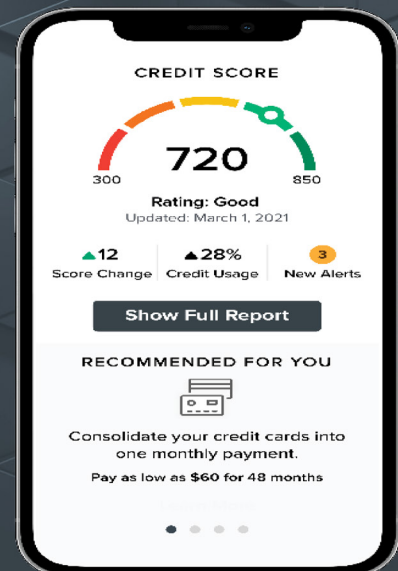 CREDIT SCORE
720
300
850
Rating: Good
Updated: March 1, 2021
▲12
▲28%
3
Score Change
Credit Usage
New Alerts
Show Full Report
RECOMMENDED FOR YOU
Consolidate your credit cards into
one monthly payment.
Pay as low as $60 for 48 months